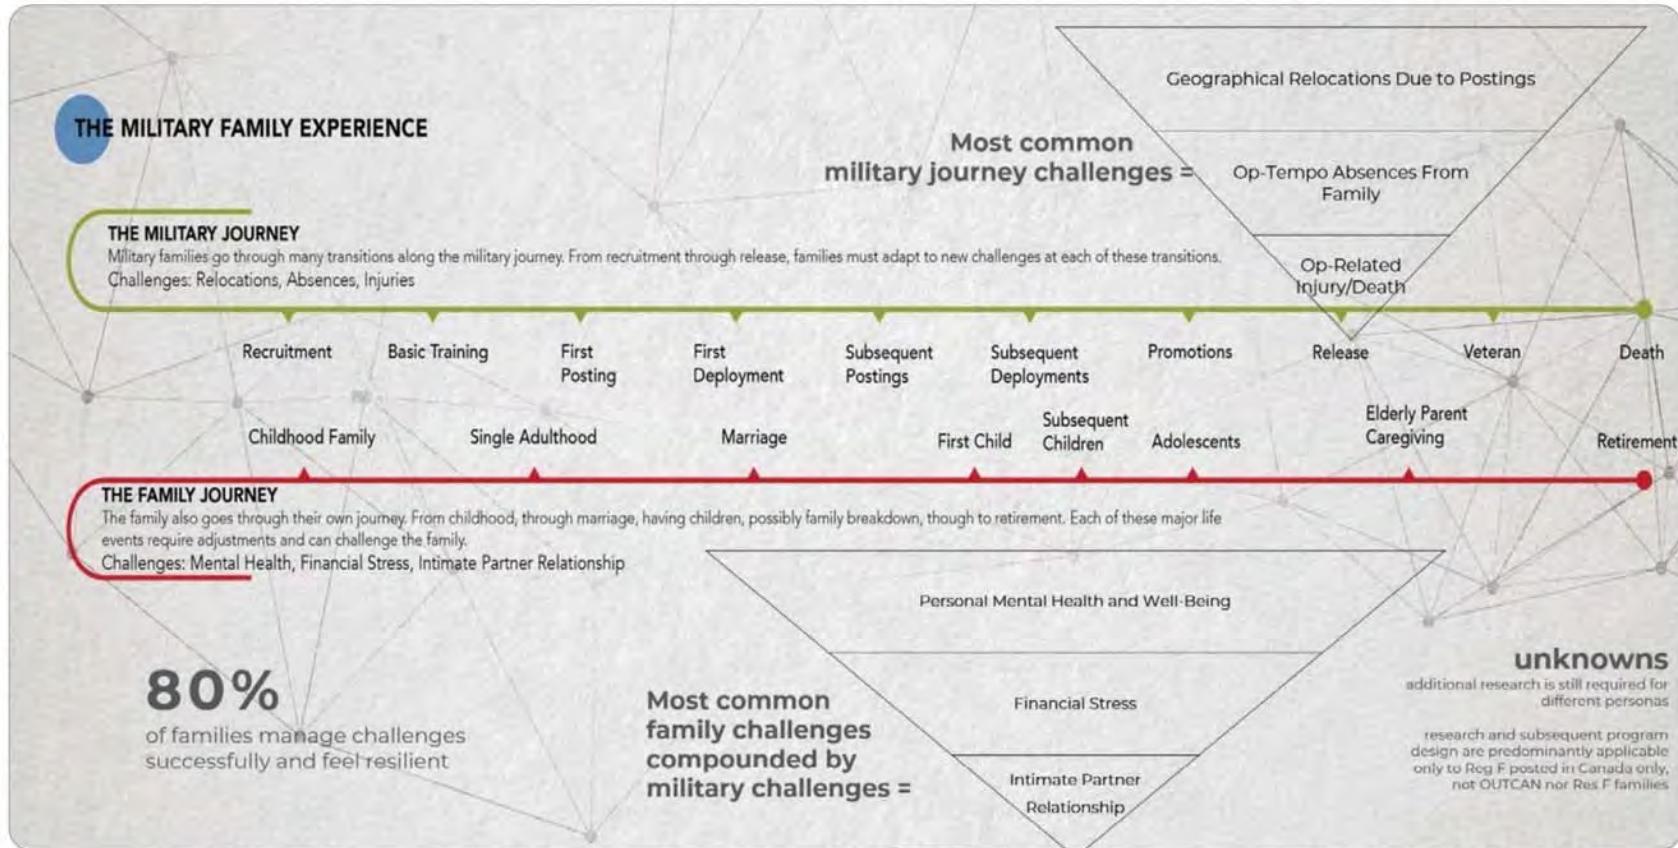 THE MILITARY FAMILY EXPERIENCE
Geographical Relocations Due to Postings
Most common
military journey challenges =
Op-Tempo Absences From
Family
Op-Related
Injury/Death
THE MILITARY JOURNEY
Military families go through many transitions along the military journey. From recruitment through release, families must adapt to new challenges at each of these transitions.
Challenges: Relocations, Absences, Injuries
Recruitment
Basic Training
First
Posting
First
Deployment
Subsequent
Postings
Subsequent
Deployments
Promotions
Release
Veteran
Death
Childhood Family
Single Adulthood
Marriage
First Child
Subsequent
Children
Adolescents
Elderly Parent
Caregiving
Retirement
THE FAMILY JOURNEY
The family also goes through their own journey. From childhood, through marriage, having children, possibly family breakdown, though to retirement. Each of these major life
events require adjustments and can challenge the family.
Challenges: Mental Health, Financial Stress, Intimate Partner Relationship
80%
of families manage challenges
successfully and feel resilient
Most common
family challenges
compounded by
military challenges =
Personal Mental Health and Well-Being
Financial Stress
Intimate Partner
Relationship
unknowns
additional research is still required for
different personas
research and subsequent program
design are predominantly applicable
only to Reg F posted in Canada only,
not OUTCAN nor Res F families